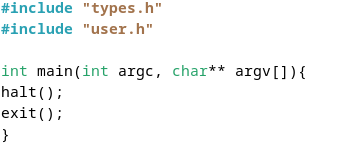 #include "types.h"
#include "user.h"

int main(int argc, char** argv[]){
halt();
exit();
}